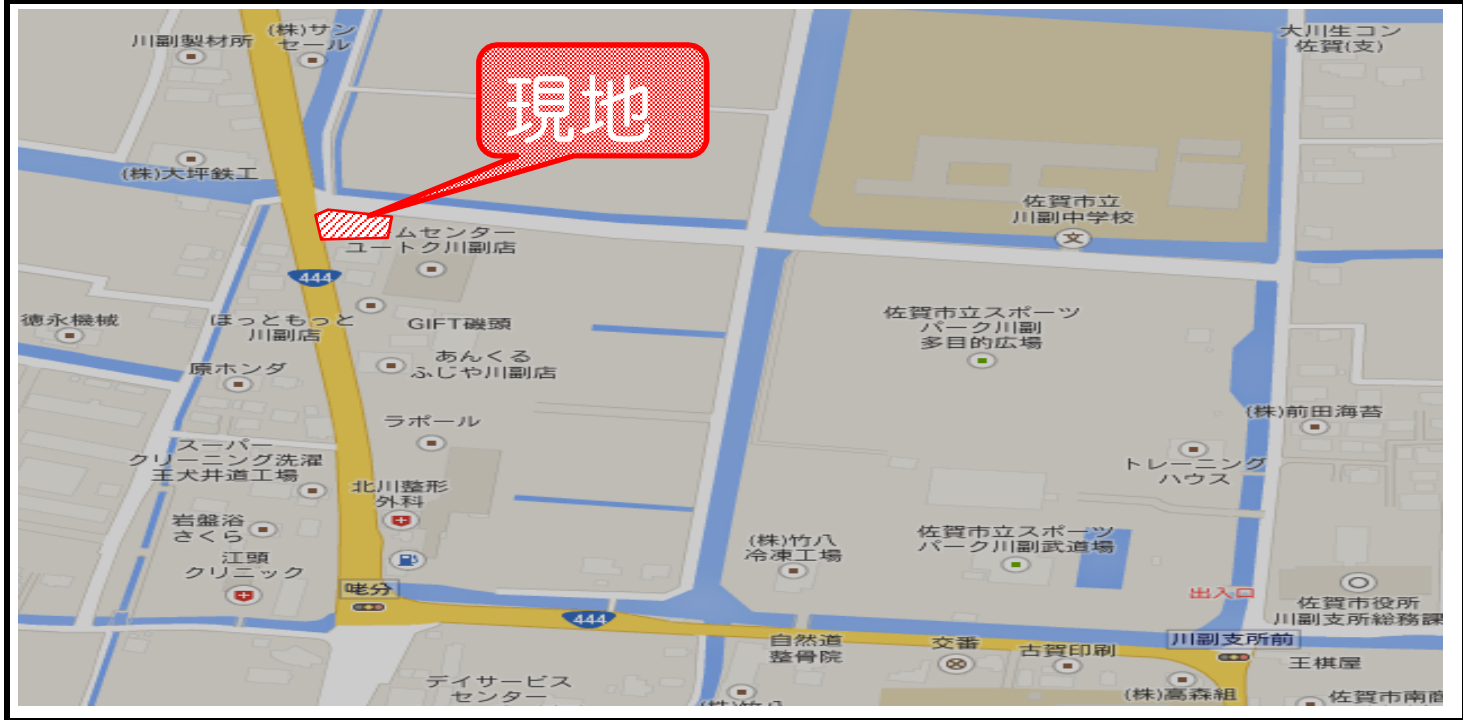 川副製材所
(株)サン
セール
大川生コン
佐賀(支)
現地
(株)大坪鉄工
佐賀市立
川副中学校
ムセンター
ユートク川副店
444
徳永機械
ほっともっと
川副店
GIFT磯頭
佐賀市立スポーツ
パーク川副
多目的広場
原ホンダ
あんくる
ふじや川副店
ラポール
(株)前田海苔
スーパー
クリーニング洗濯
王犬井道工場
トレーニング
ハウス
北川整形
外科
岩盤浴
さくら
(株)竹八
冷凍工場
佐賀市立スポーツ
パーク川副武道場
江頭
クリニック
咾分
出入口
佐賀市役所
川副支所総務課
444
自然道
整骨院
交番
古賀印刷
川副支所前
王棋屋
デイサービス
センター
(株)高森組
佐賀市南商